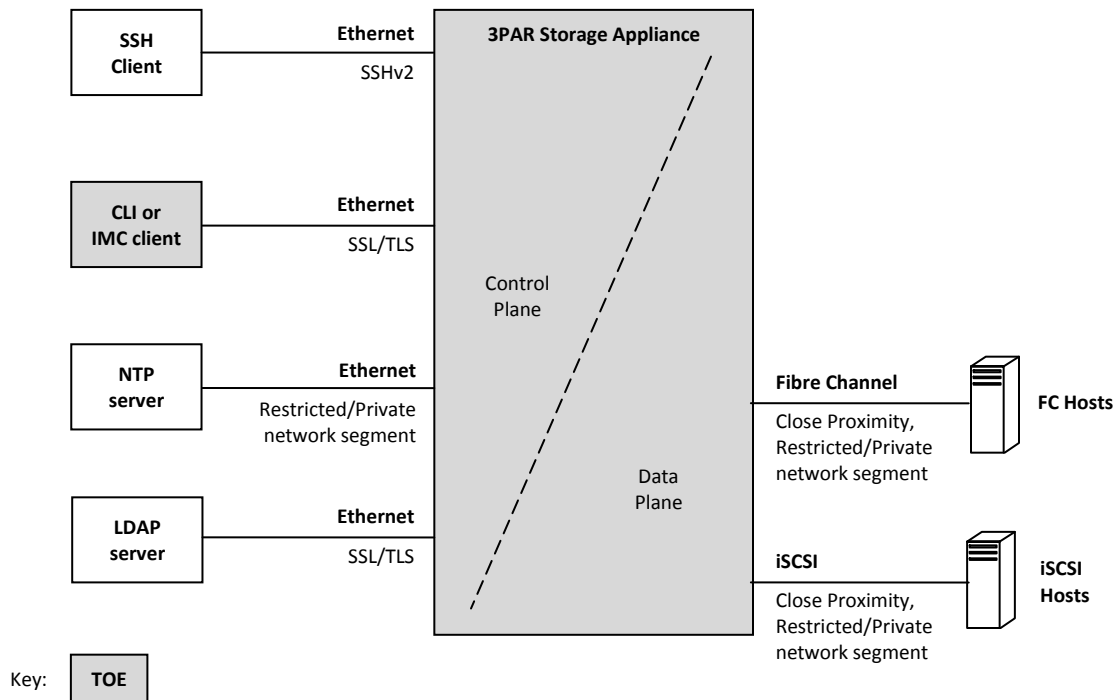 SSH
Client
Ethernet
SSHv2
3PAR Storage Appliance
CLI or
IMC client
Ethernet
SSL/TLS
Control
Plane
NTP
server
Ethernet
Restricted/Private
network segment
Fibre Channel
Close Proximity,
Restricted/Private
network segment
FC Hosts
Data
Plane
LDAP
server
Ethernet
SSL/TLS
iSCSI
Close Proximity,
Restricted/Private
network segment
iSCSI
Hosts
Key:
TOE